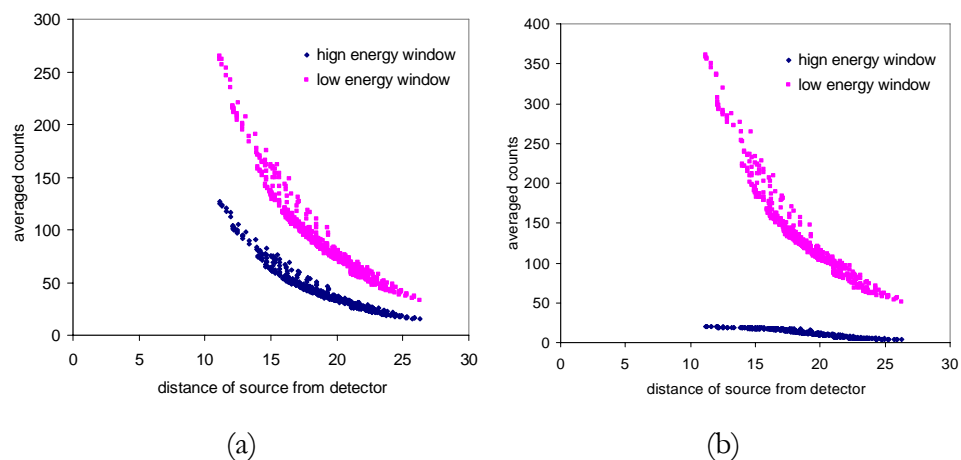 300
250
200
150
100
50
0
averaged counts
hign energy window
low energy window
0 5 10 15 20 25 30
distance of source from detector
(a)
400
350
300
250
200
150
100
50
0
averaged counts
hign energy window
low energy window
0 5 10 15 20 25 30
distance of source from detector
(b)